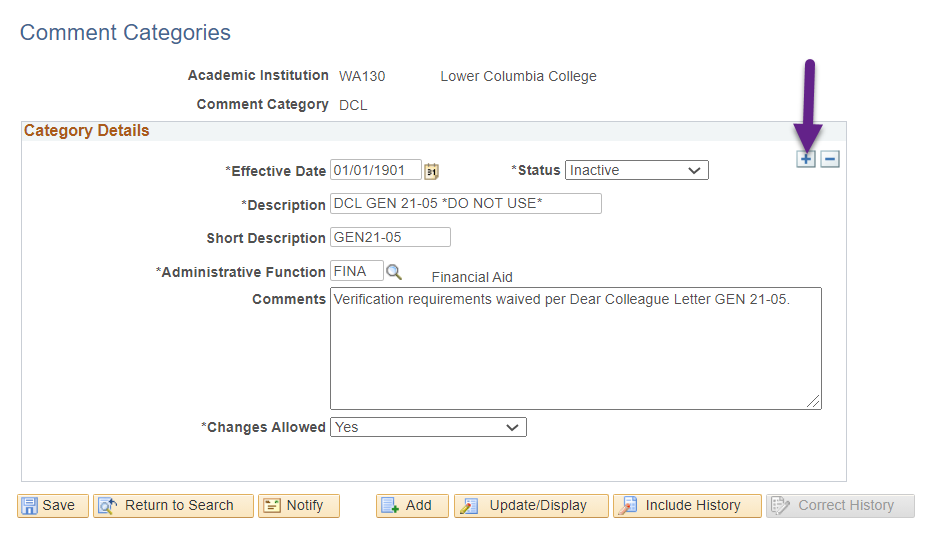 Comment Categories
Academic Institution WA130 Lower Columbia College
Comment Category DCL
Category Details
*Effective Date 01/01/1901 31 *Status Inactive
*Description DCL GEN 21-05 *DO NOT USE*
Short Description GEN21-05
*Administrative Function FINA Financial Aid
Comments Verification requirements waived per Dear Colleague Letter GEN 21-05.
*Changes Allowed Yes
Save Return to Search Notify Add Update/Display Include History Correct History